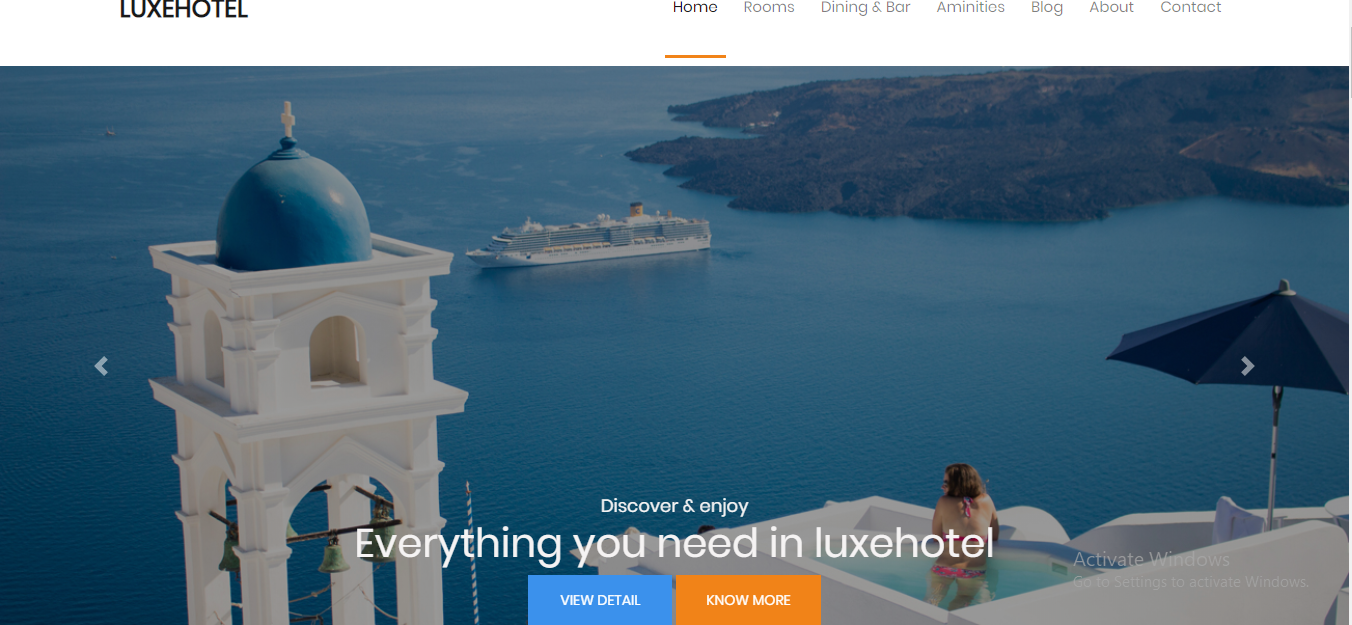 LUXEHOTEL
Home Rooms Dining & Bar Aminities Blog About Contact
Discover & enjoy
Everything you need in luxehotel
VIEW DETAIL KNOW MORE
Activate Windows
Go to Settings to activate Windows.